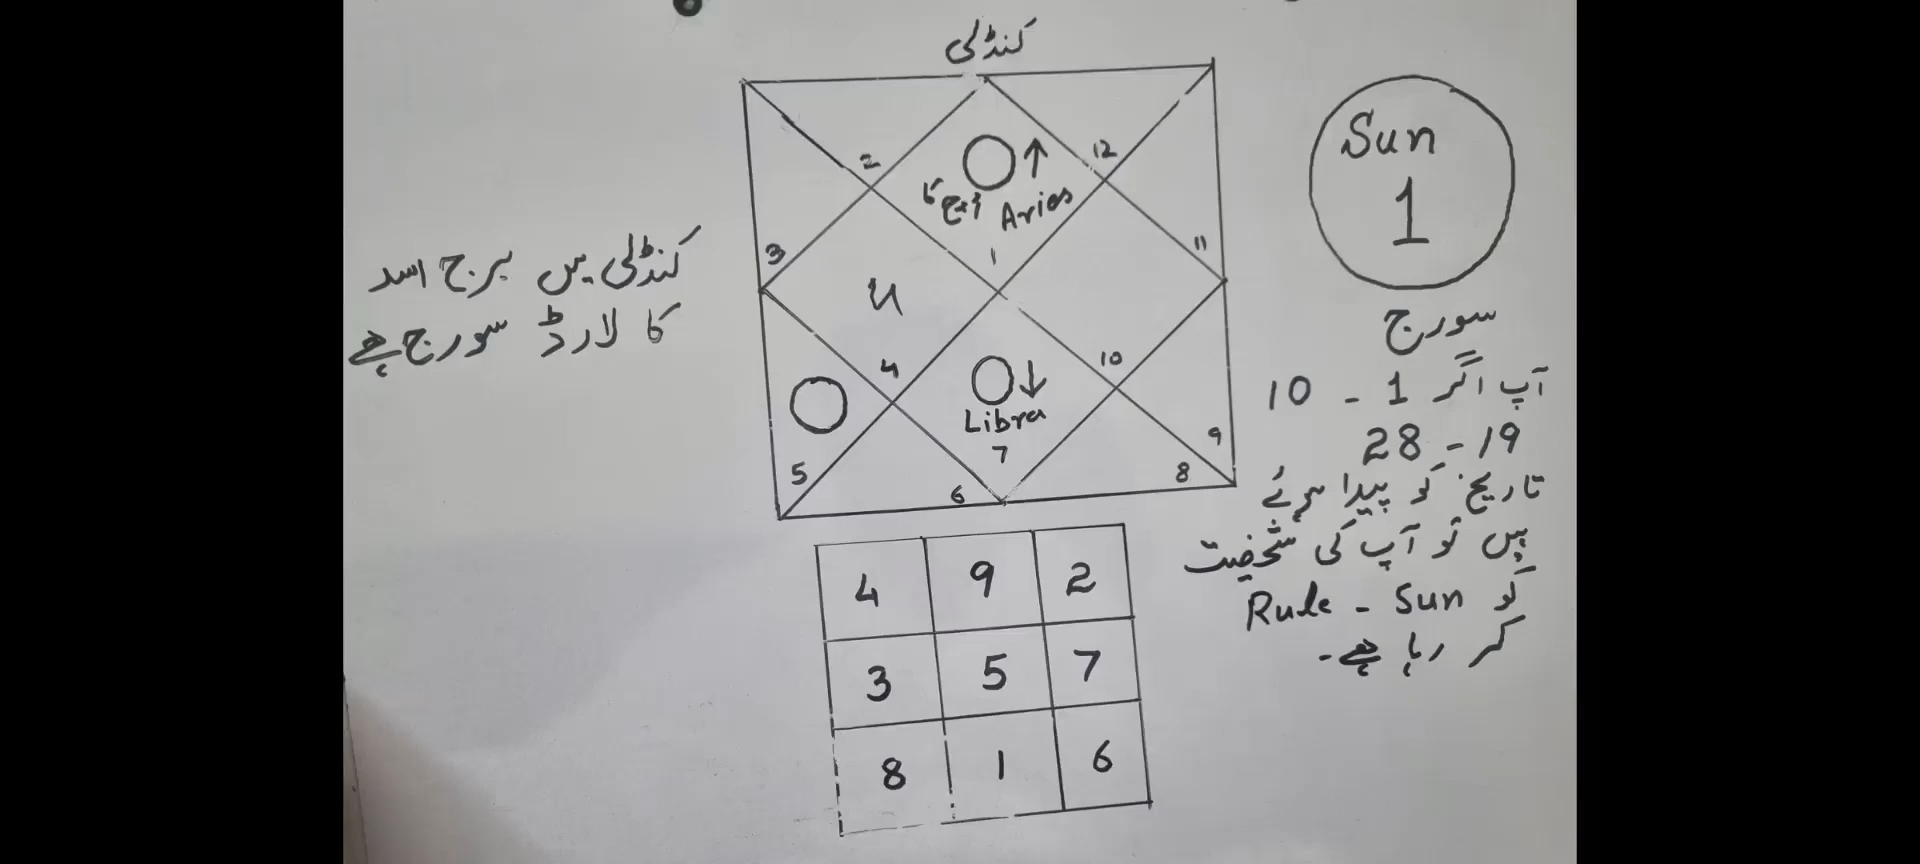 کنڈلی
Sun
1
سورج
آپ اگر 1 - 10
19 - 28
تاریخ کو پیدا ہوئے
ہیں تو آپ کی شخصیت
کو Sun - Rule
کر رہا ہے۔
کنڈلی میں برج اسد
کا لارڈ سورج ہے
2
12
↑
Aries
3
1
11
4
↓
10
Libra
7
9
5
6
8
4 9 2
3 5 7
8 1 6